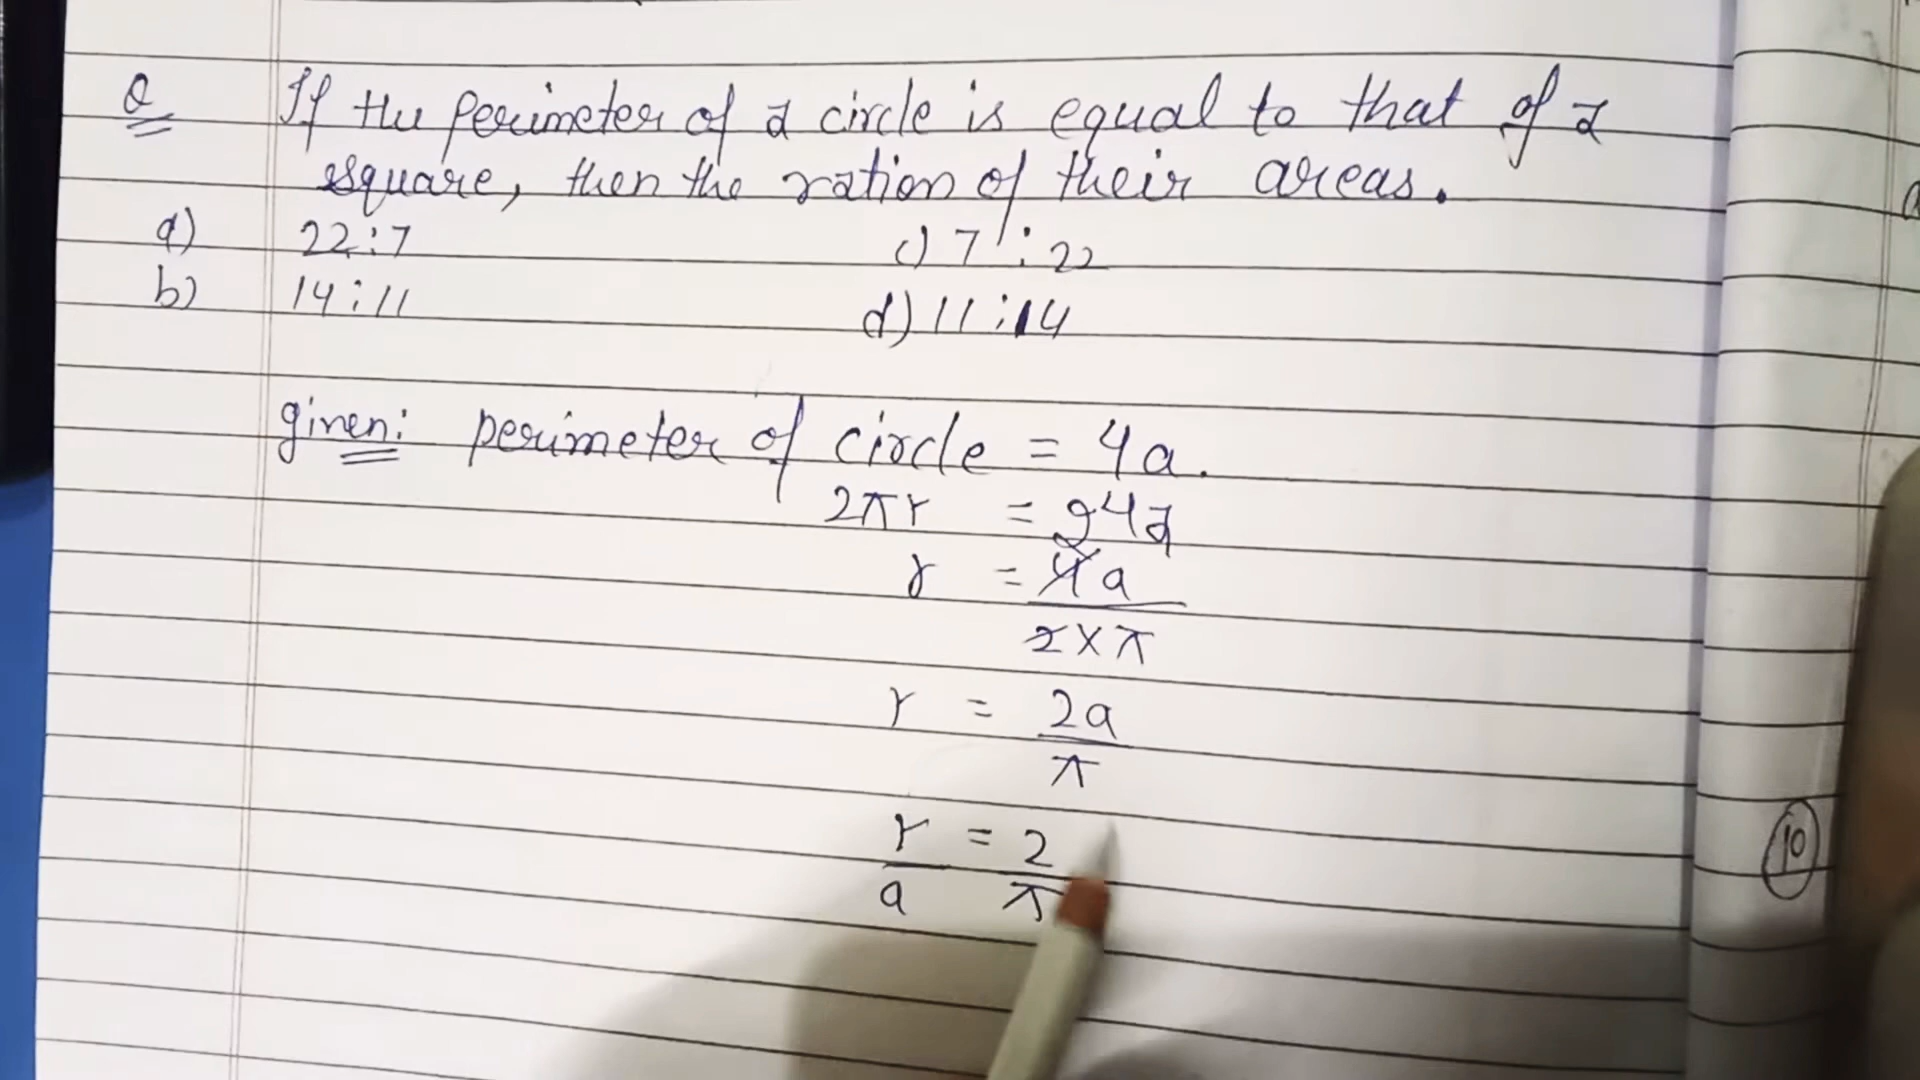 Q If the perimeter of a circle is equal to that of a
square, then the ration of their areas.
a) 22:7 c) 7:22
b) 14:11 d) 11:14
given: perimeter of circle = 4a.
2πr = 24a
r = 4a
2×π
r = 2a
π
r = 2
a π
10